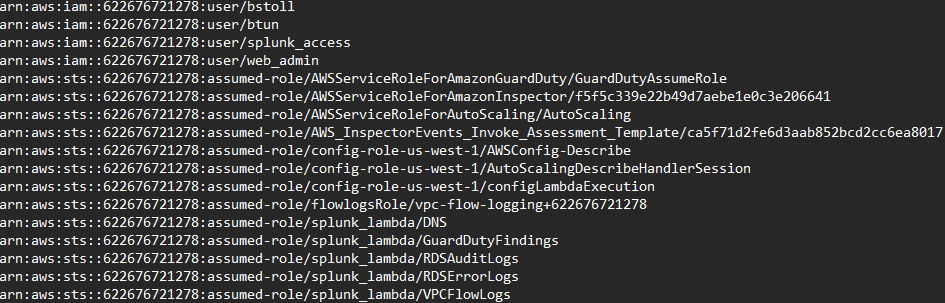 arn:aws:iam::622676721278:user/bstoll
arn:aws:iam::622676721278:user/btun
arn:aws:iam::622676721278:user/splunk_access
arn:aws:iam::622676721278:user/web_admin
arn:aws:sts::622676721278:assumed-role/AWSServiceRoleForAmazonGuardDuty/GuardDutyAssumeRole
arn:aws:sts::622676721278:assumed-role/AWSServiceRoleForAmazonInspector/f5f5c339e22b49d7aebe1e0c3e206641
arn:aws:sts::622676721278:assumed-role/AWSServiceRoleForAutoScaling/AutoScaling
arn:aws:sts::622676721278:assumed-role/AWS_InspectorEvents_Invoke_Assessment_Template/ca5f71d2fe6d3aab852bcd2cc6ea8017
arn:aws:sts::622676721278:assumed-role/config-role-us-west-1/AWSConfig-Describe
arn:aws:sts::622676721278:assumed-role/config-role-us-west-1/AutoScalingDescribeHandlerSession
arn:aws:sts::622676721278:assumed-role/config-role-us-west-1/configLambdaExecution
arn:aws:sts::622676721278:assumed-role/flowlogsRole/vpc-flow-logging+622676721278
arn:aws:sts::622676721278:assumed-role/splunk_lambda/DNS
arn:aws:sts::622676721278:assumed-role/splunk_lambda/GuardDutyFindings
arn:aws:sts::622676721278:assumed-role/splunk_lambda/RDSAuditLogs
arn:aws:sts::622676721278:assumed-role/splunk_lambda/RDSErrorLogs
arn:aws:sts::622676721278:assumed-role/splunk_lambda/VPCFlowLogs